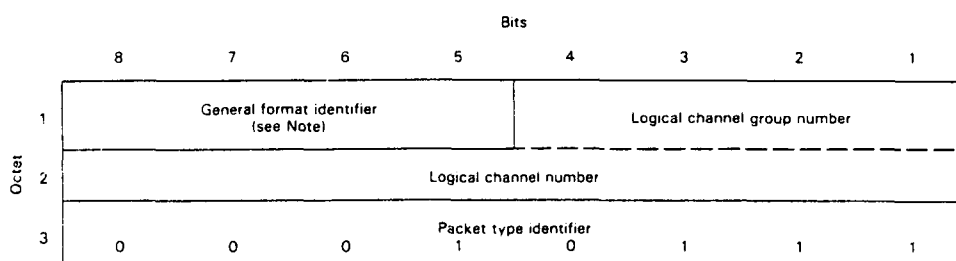 Bits
8 7 6 5 4 3 2 1
Octet
1
General format identifier
(see Note)
Logical channel group number
2
Logical channel number
3
Packet type identifier
0 0 0 1 0 1 1 1